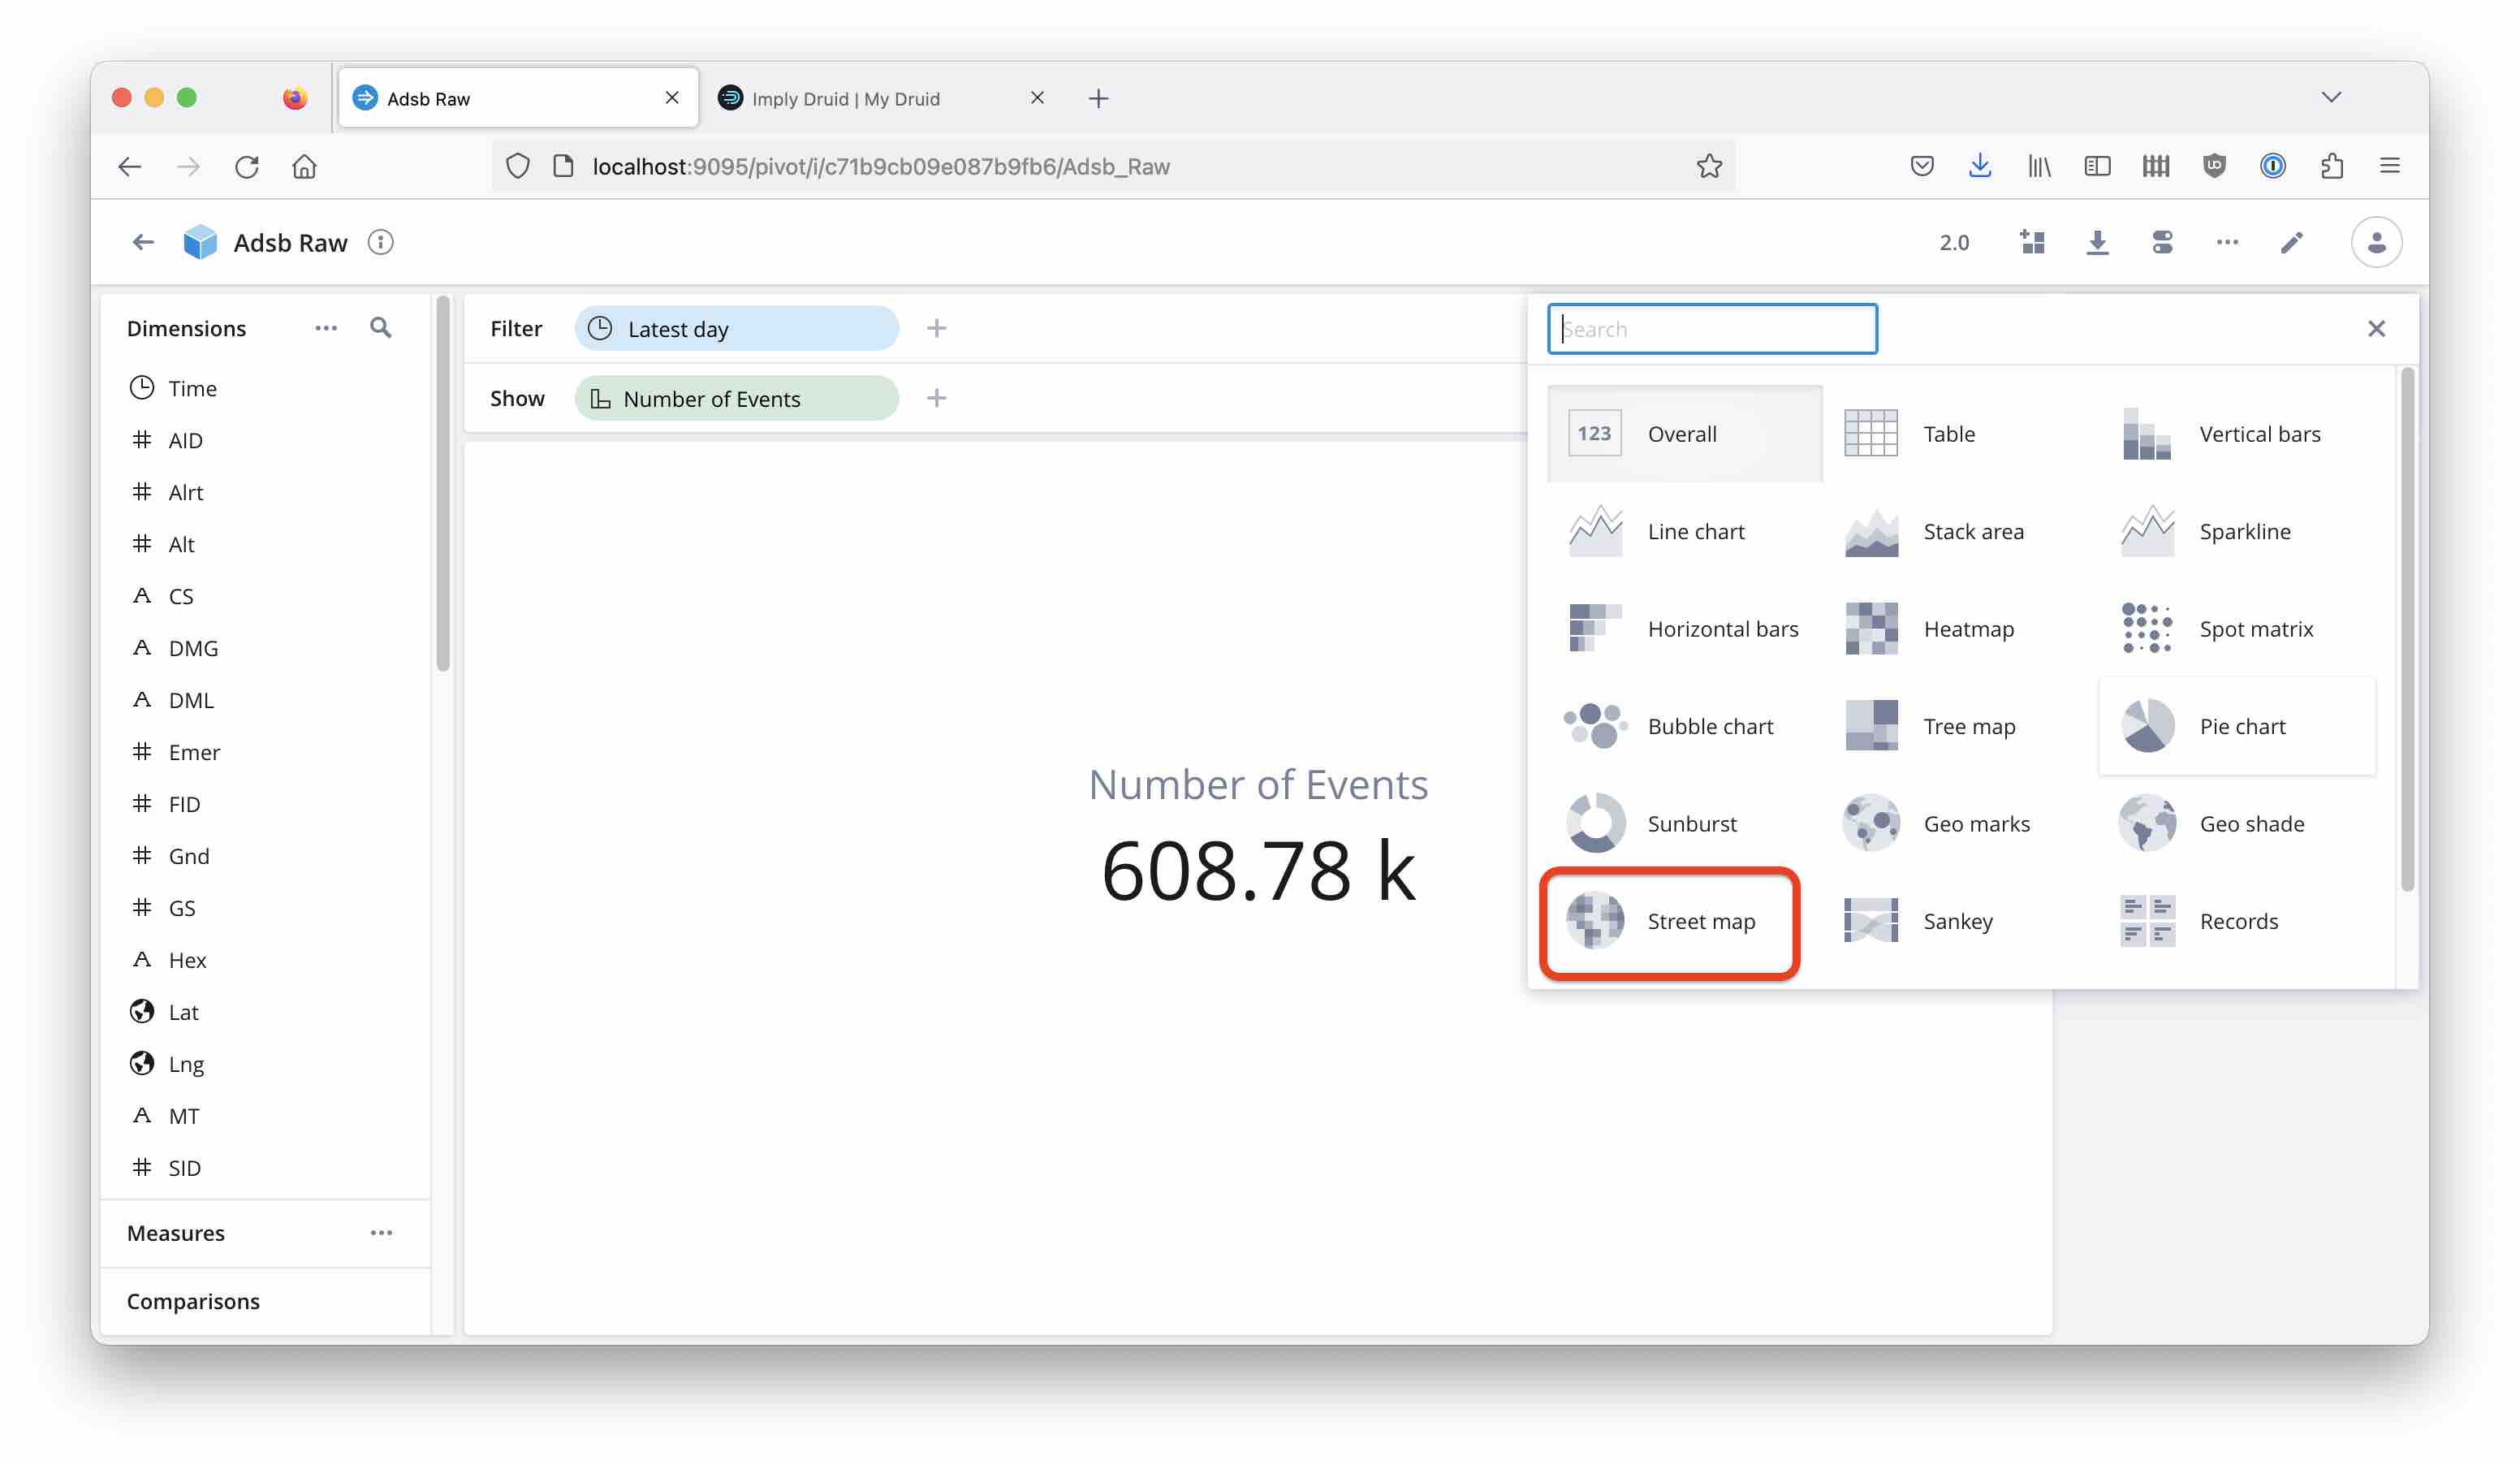 Adsb Raw
Imply Druid | My Druid
localhost:9095/pivot/i/c71b9cb09e087b9fb6/Adsb_Raw
Adsb Raw
2.0
Dimensions
Time
AID
Alrt
Alt
CS
DMG
DML
Emer
FID
Gnd
GS
Hex
Lat
Lng
MT
SID
Measures
Comparisons
Filter
Latest day
Show
Number of Events
Number of Events
608.78 k
Search
123 Overall
Table
Vertical bars
Line chart
Stack area
Sparkline
Horizontal bars
Heatmap
Spot matrix
Bubble chart
Tree map
Pie chart
Sunburst
Geo marks
Geo shade
Street map
Sankey
Records